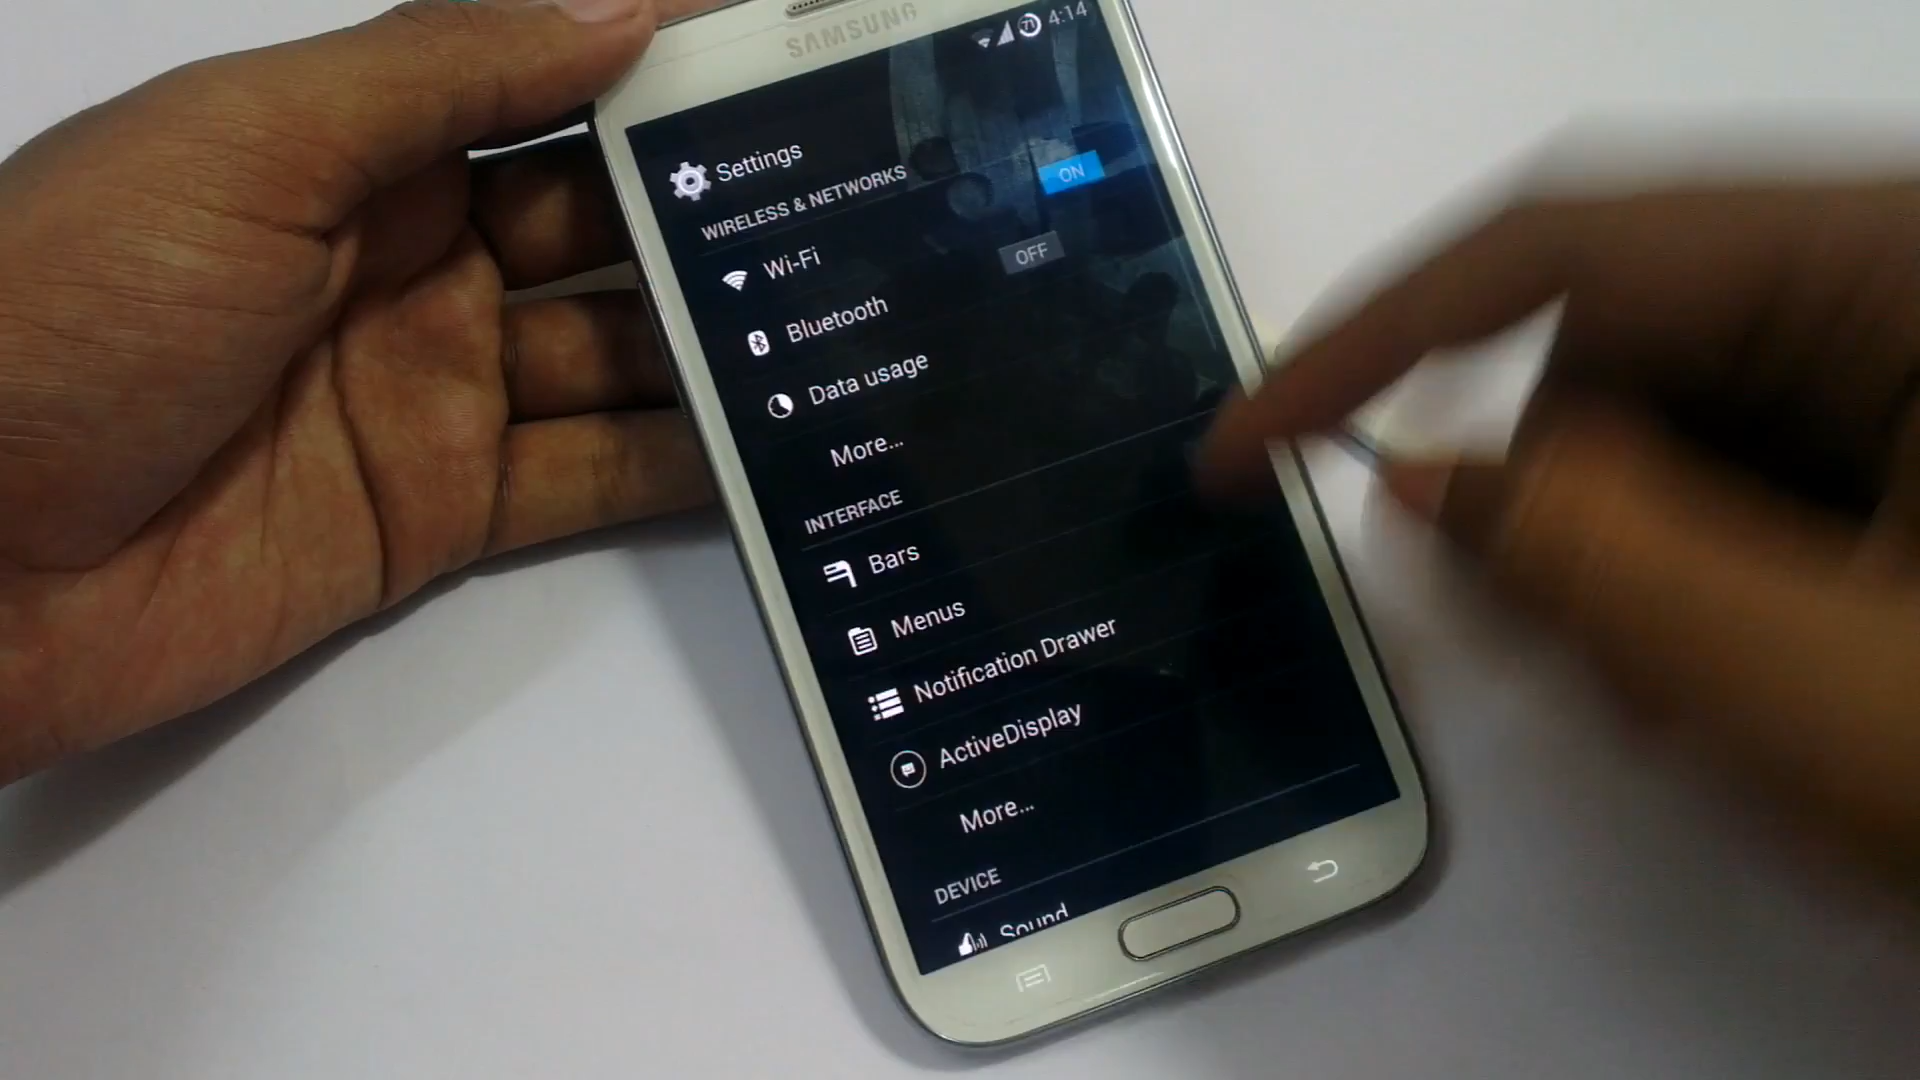 SAMSUNG
71 4:14
Settings
WIRELESS & NETWORKS
Wi-Fi ON
Bluetooth OFF
Data usage
More...
INTERFACE
Bars
Menus
Notification Drawer
ActiveDisplay
More...
DEVICE
Sound